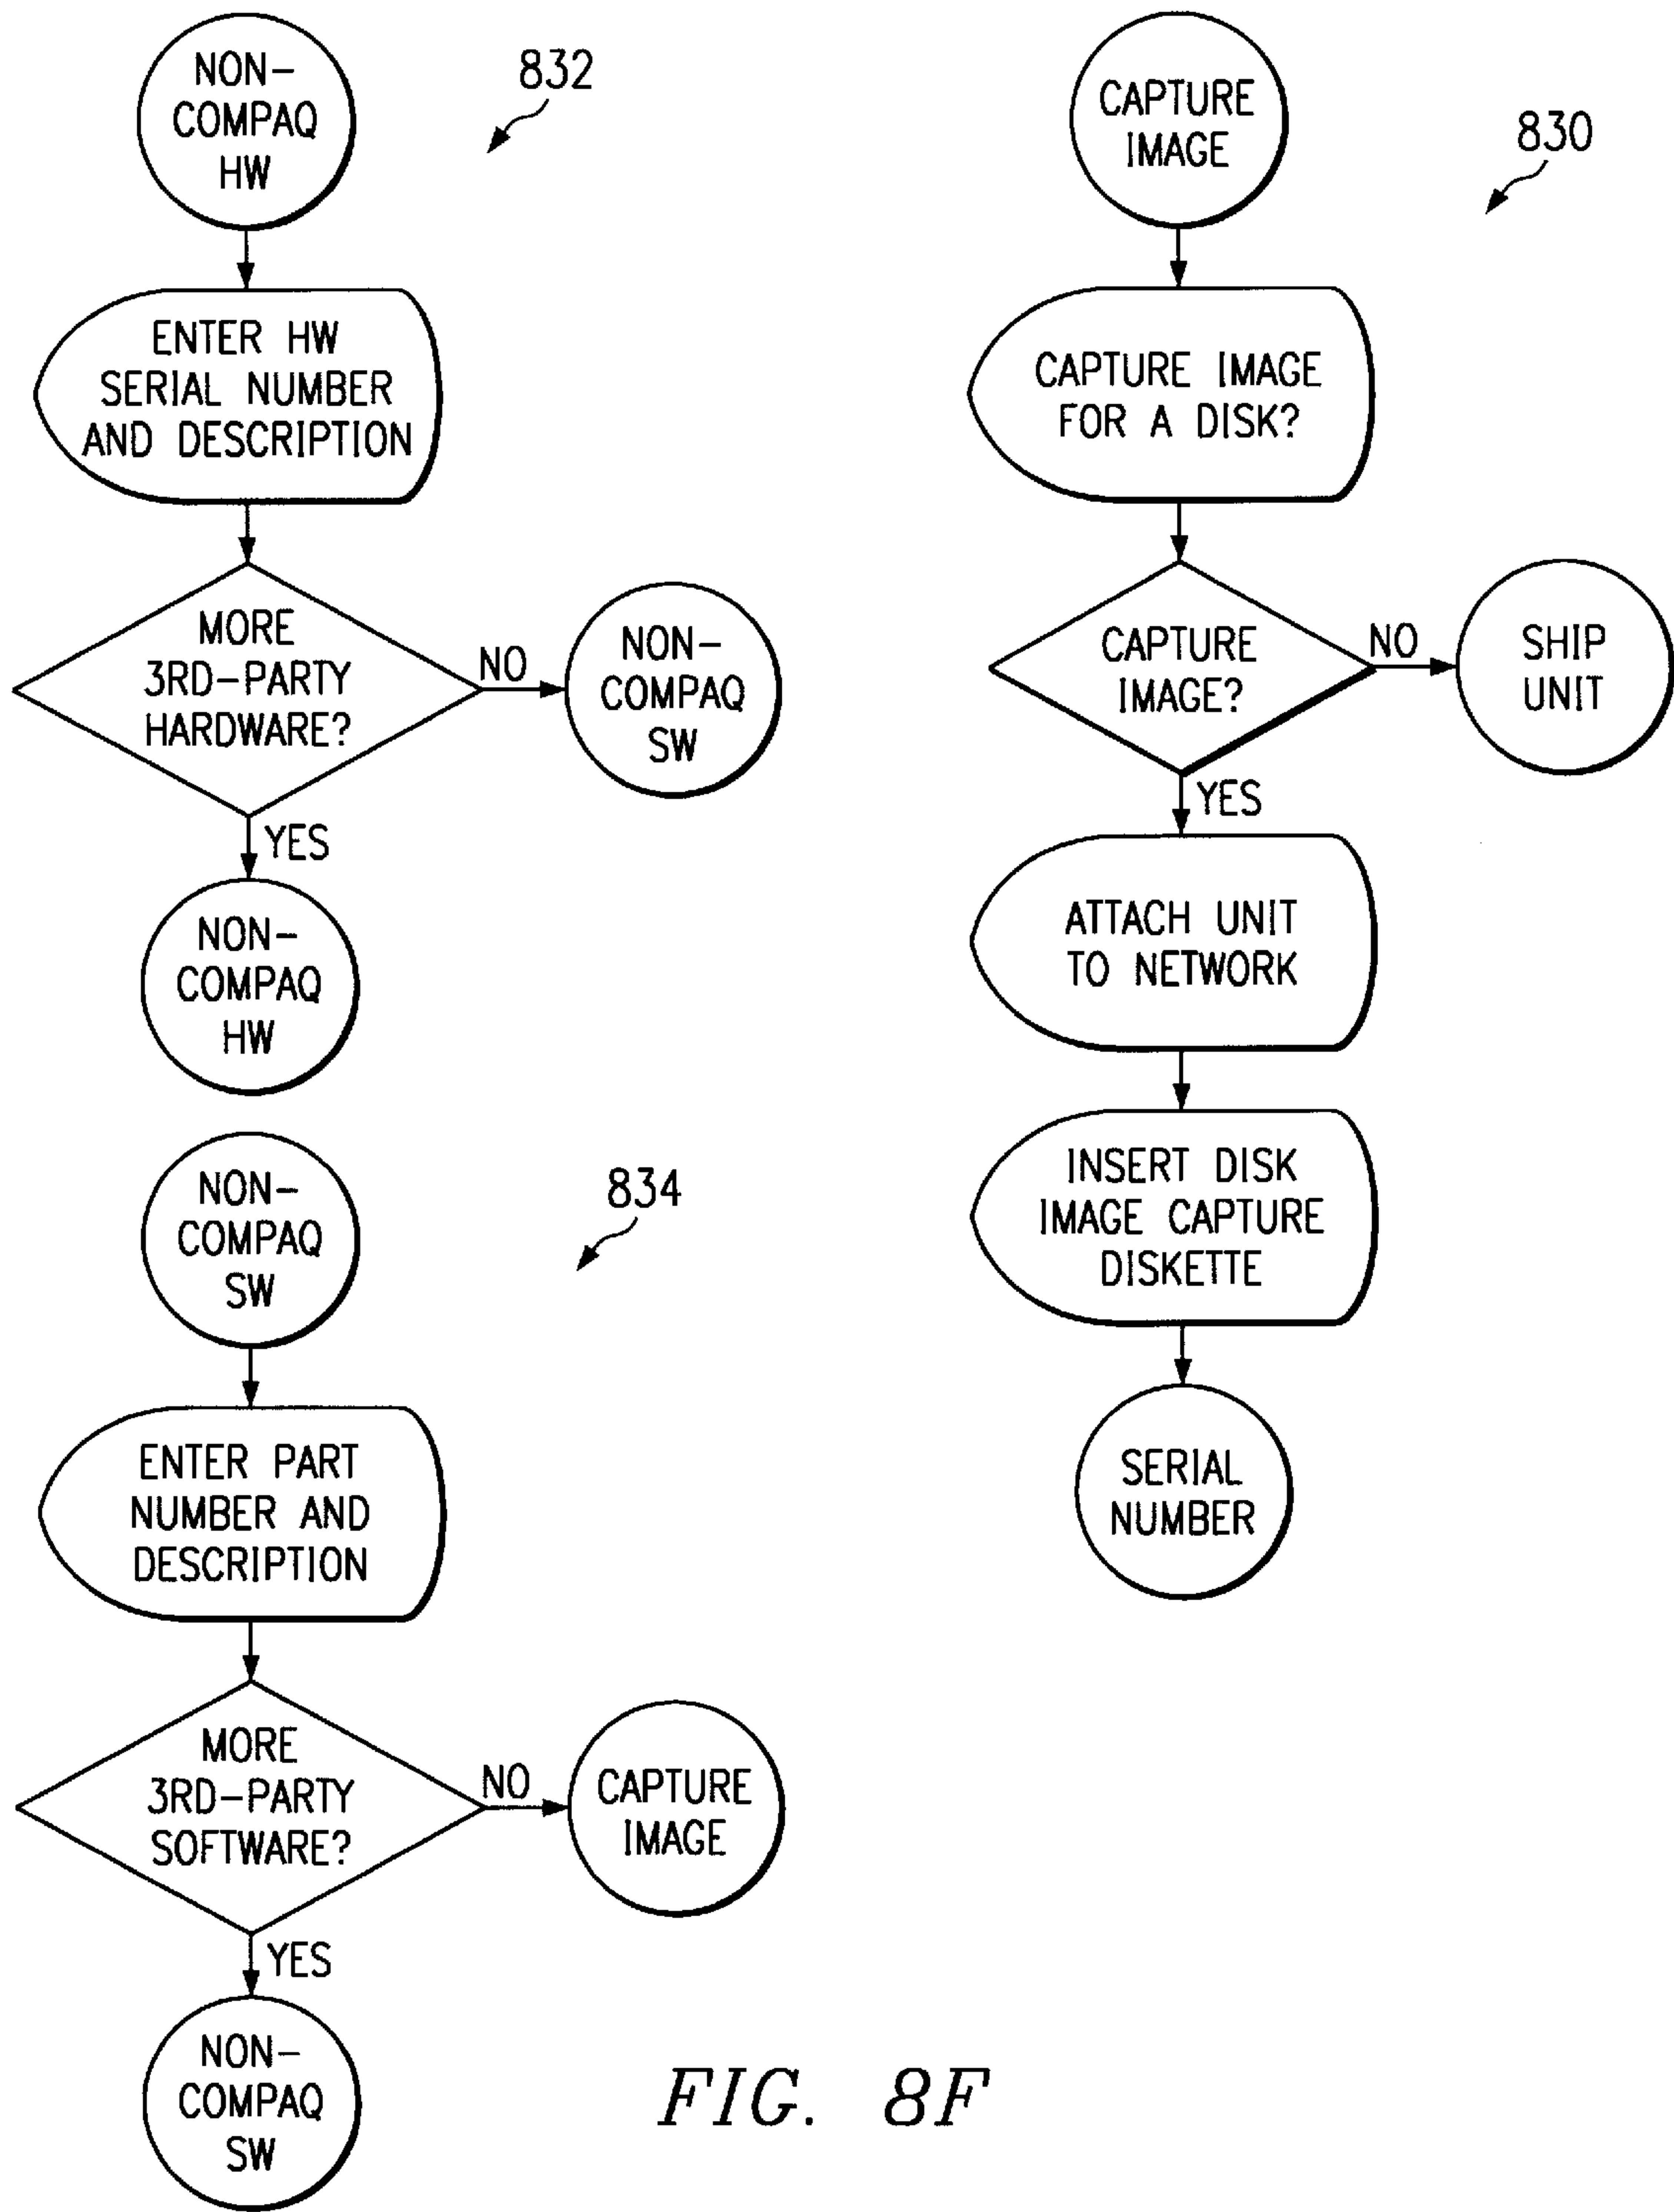 NON-
COMPAQ
HW
832
ENTER HW
SERIAL NUMBER
AND DESCRIPTION
MORE
3RD-PARTY
HARDWARE?
NO
NON-
COMPAQ
SW
YES
NON-
COMPAQ
HW
NON-
COMPAQ
SW
834
ENTER PART
NUMBER AND
DESCRIPTION
MORE
3RD-PARTY
SOFTWARE?
NO
CAPTURE
IMAGE
YES
NON-
COMPAQ
SW
CAPTURE
IMAGE
830
CAPTURE IMAGE
FOR A DISK?
CAPTURE
IMAGE?
NO
SHIP
UNIT
YES
ATTACH UNIT
TO NETWORK
INSERT DISK
IMAGE CAPTURE
DISKETTE
SERIAL
NUMBER
FIG. 8F